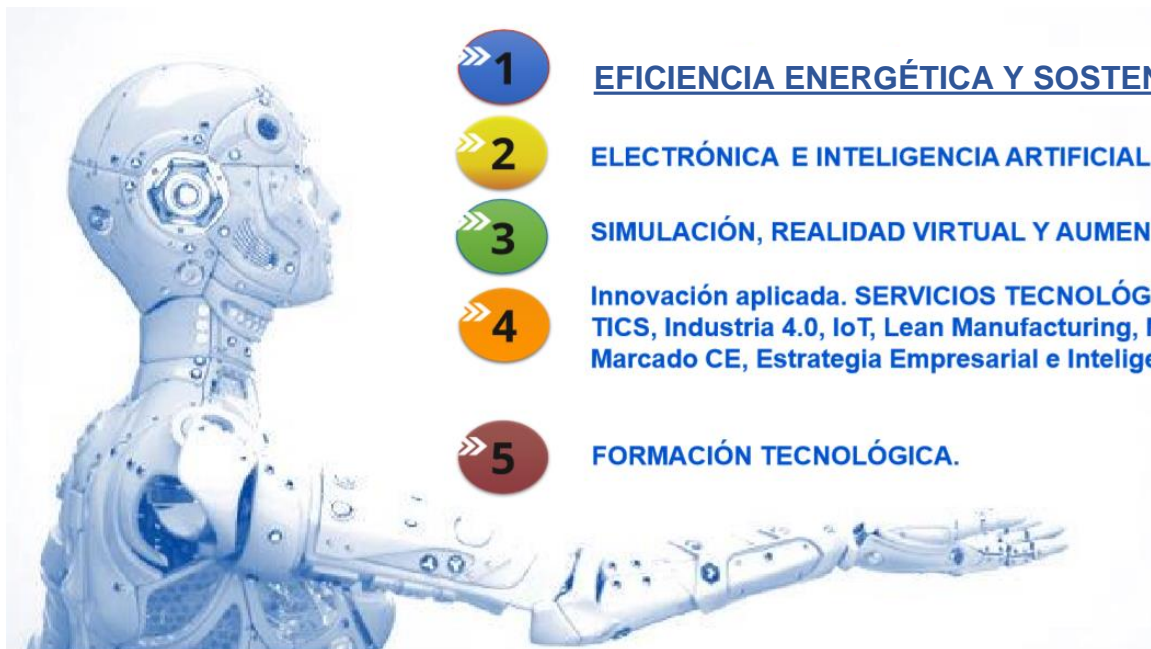 1 EFICIENCIA ENERGÉTICA Y
2 ELECTRÓNICA E INTELIGENCIA ARTIFICIAL
3 SIMULACIÓN, REALIDAD VIRTUAL Y
4 Innovación aplicada. SERVICIOS
TICS, Industria 4.0, IoT, Lean Manufacturing,
Marcado CE, Estrategia Empresarial e
5 FORMACIÓN TECNOLÓGICA.